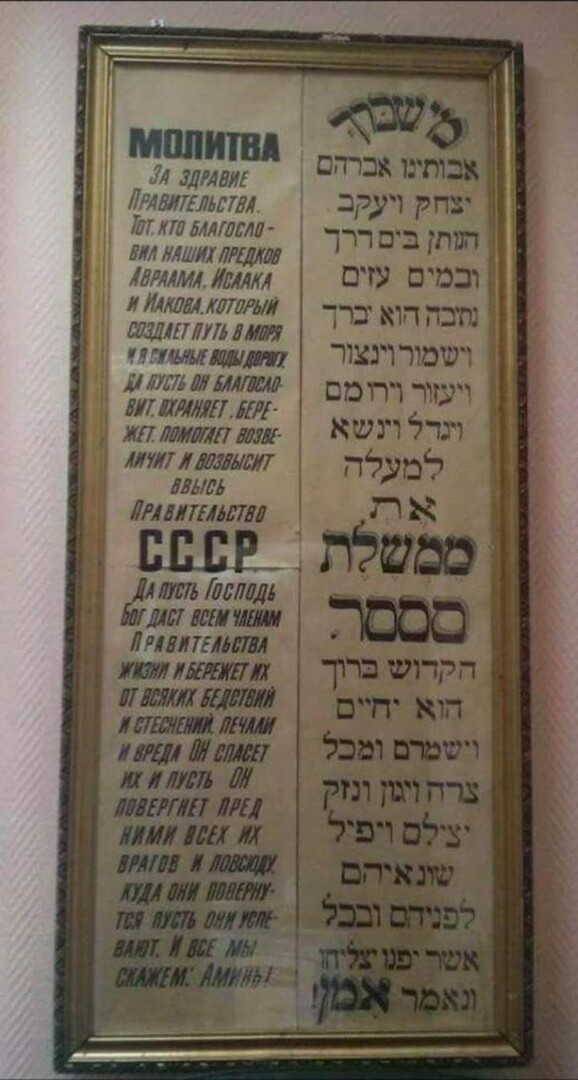 МОЛИТВА
ЗА ЗДРАВИЕ
ПРАВИТЕЛЬСТВА.
ТОТ, КТО БЛАГОСЛО-
ВИЛ НАШИХ ПРЕДКОВ
АВРААМА, ИСААКА
И ИАКОВА, КОТОРЫЙ
СОЗДАЕТ ПУТЬ В МОРЯ
И В СИЛЬНЫЕ ВОДЫ ДОРОГУ,
ДА ПУСТЬ ОН БЛАГОСЛО-
ВИТ, ОХРАНЯЕТ, БЕРЕ-
ЖЕТ, ПОМОГАЕТ ВОЗВЕ-
ЛИЧИТ И ВОЗВЫСИТ
ВВЫСЬ
ПРАВИТЕЛЬСТВО
СССР.
ДА ПУСТЬ ГОСПОДЬ
БОГ ДАСТ ВСЕМ ЧЛЕНАМ
ПРАВИТЕЛЬСТВА
ЖИЗНИ И БЕРЕЖЕТ ИХ
ОТ ВСЯКИХ БЕДСТВИЙ
И СТЕСНЕНИЙ, ПЕЧАЛИ
И ВРЕДА ОН СПАСЕТ
ИХ И ПУСТЬ ОН
ПОВЕРГНЕТ ПРЕД
НИМИ ВСЕХ ИХ
ВРАГОВ И ПОВСЮДУ,
КУДА ОНИ ПОВЕРНУ-
ТСЯ ПУСТЬ ОНИ УСПЕ-
ВАЮТ. И ВСЕ МЫ
СКАЖЕМ: АМИНЬ!
מי שברך
אבותינו אברהם
יצחק ויעקב
הנותן בים דרך
ובמים עזים
נתיבה הוא יברך
וישמור וינצור
ויעזור וירומם
ויגדל וינשא
למעלה
אֶת
מֶמְשֶלֶת
סססר.
הקדוש ברוך
הוא יחיים
וישמרם ומכל
צרה ויגון ונזק
יצילם ויפיל
שונאיהם
לפניהם ובכל
אשר יפנו יצליחו
ונאמר אמן!